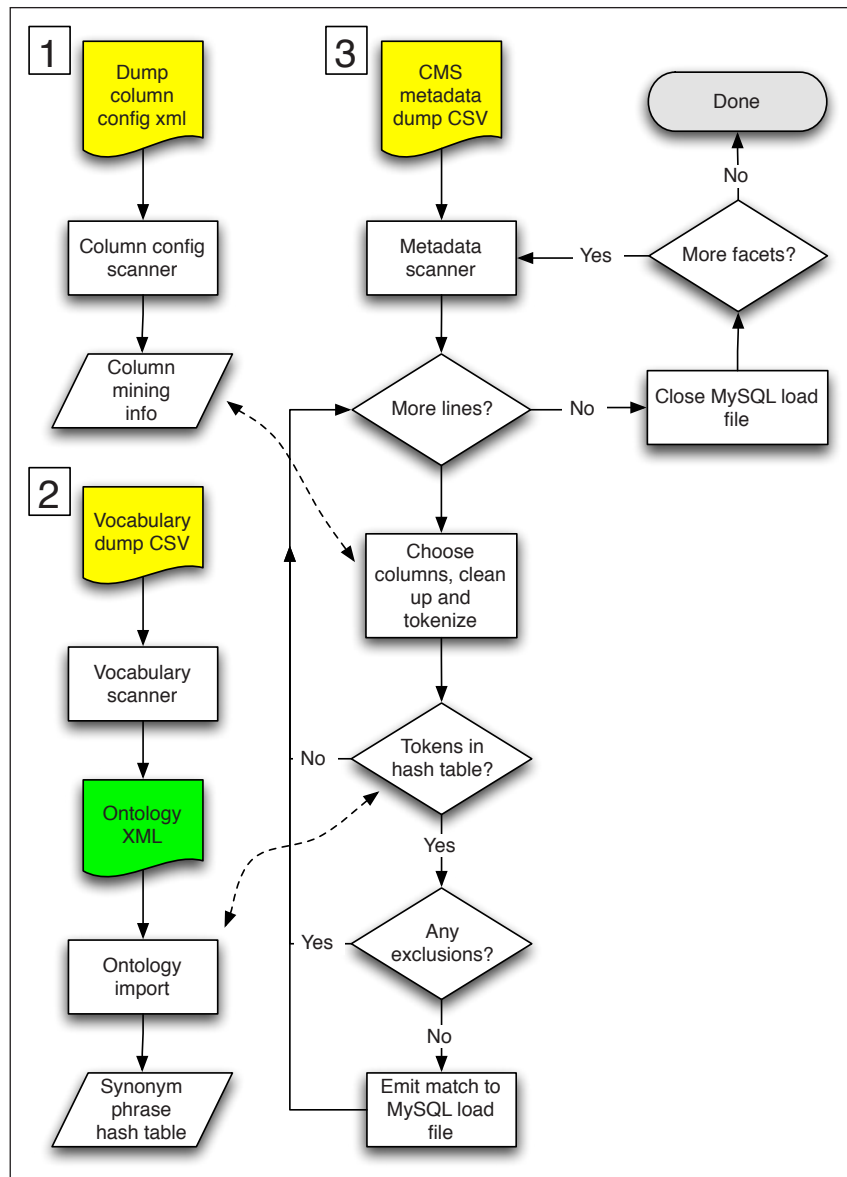 1
Dump
column
config xml
Column config
scanner
Column
mining
info
2
Vocabulary
dump CSV
Vocabulary
scanner
Ontology
XML
Ontology
import
Synonym
phrase
hash table
3
CMS
metadata
dump CSV
Metadata
scanner
More lines?
No
Close MySQL load
file
More facets?
Yes
No
Done
Choose
columns, clean
up and
tokenize
Tokens in
hash table?
No
Yes
Any
exclusions?
Yes
No
Emit match to
MySQL load
file